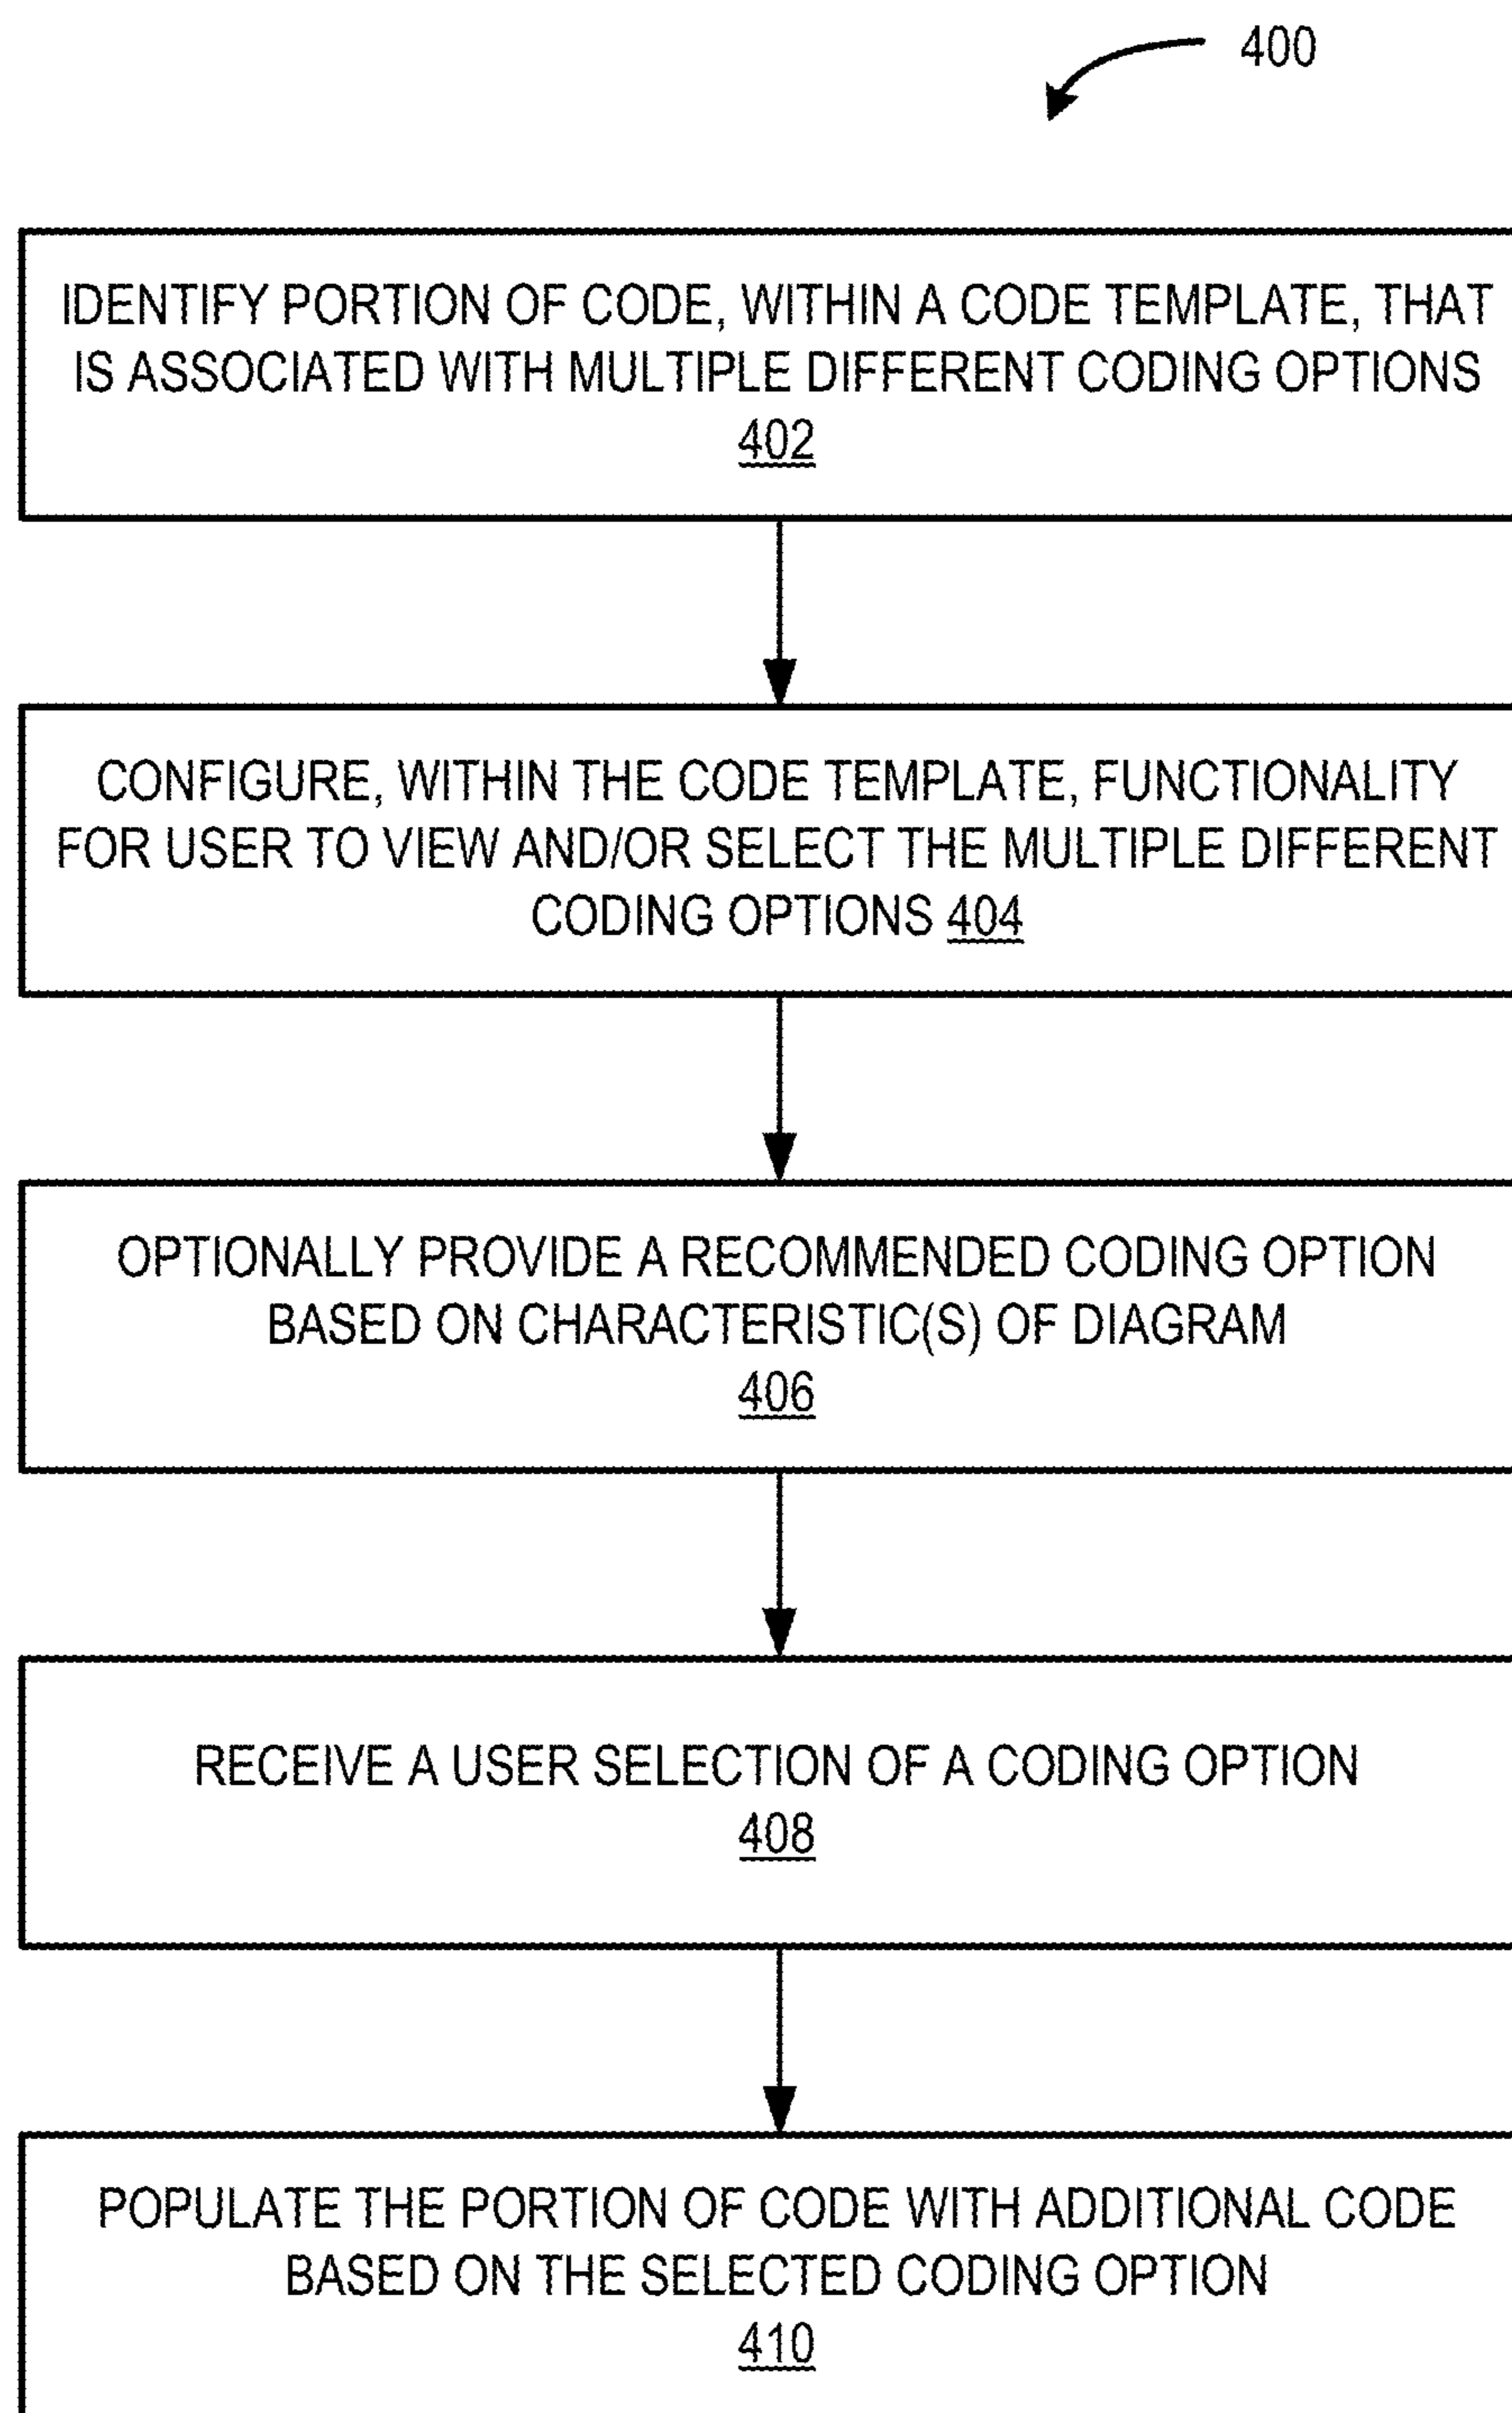 400
IDENTIFY PORTION OF CODE, WITHIN A CODE TEMPLATE, THAT
IS ASSOCIATED WITH MULTIPLE DIFFERENT CODING OPTIONS
402
CONFIGURE, WITHIN THE CODE TEMPLATE, FUNCTIONALITY
FOR USER TO VIEW AND/OR SELECT THE MULTIPLE DIFFERENT
CODING OPTIONS 404
OPTIONALLY PROVIDE A RECOMMENDED CODING OPTION
BASED ON CHARACTERISTIC(S) OF DIAGRAM
406
RECEIVE A USER SELECTION OF A CODING OPTION
408
POPULATE THE PORTION OF CODE WITH ADDITIONAL CODE
BASED ON THE SELECTED CODING OPTION
410